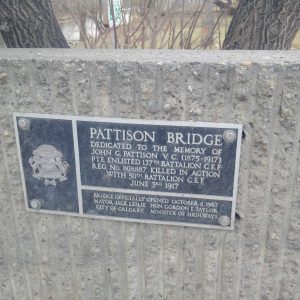 PATTISON BRIDGE
DEDICATED TO THE MEMORY OF
JOHN G. PATTISON V.C. (1875-1917)
PTE. ENLISTED 137TH BATTALION C.E.F.
REG. NO. 808887. KILLED IN ACTION
WITH 50TH BATTALION C.E.F.
JUNE 3RD 1917
BRIDGE OFFICIALLY OPENED OCTOBER 2, 1967
MAYOR JACK LESLIE HON GORDON E. TAYLOR
CITY OF CALGARY MINISTER OF HIGHWAYS